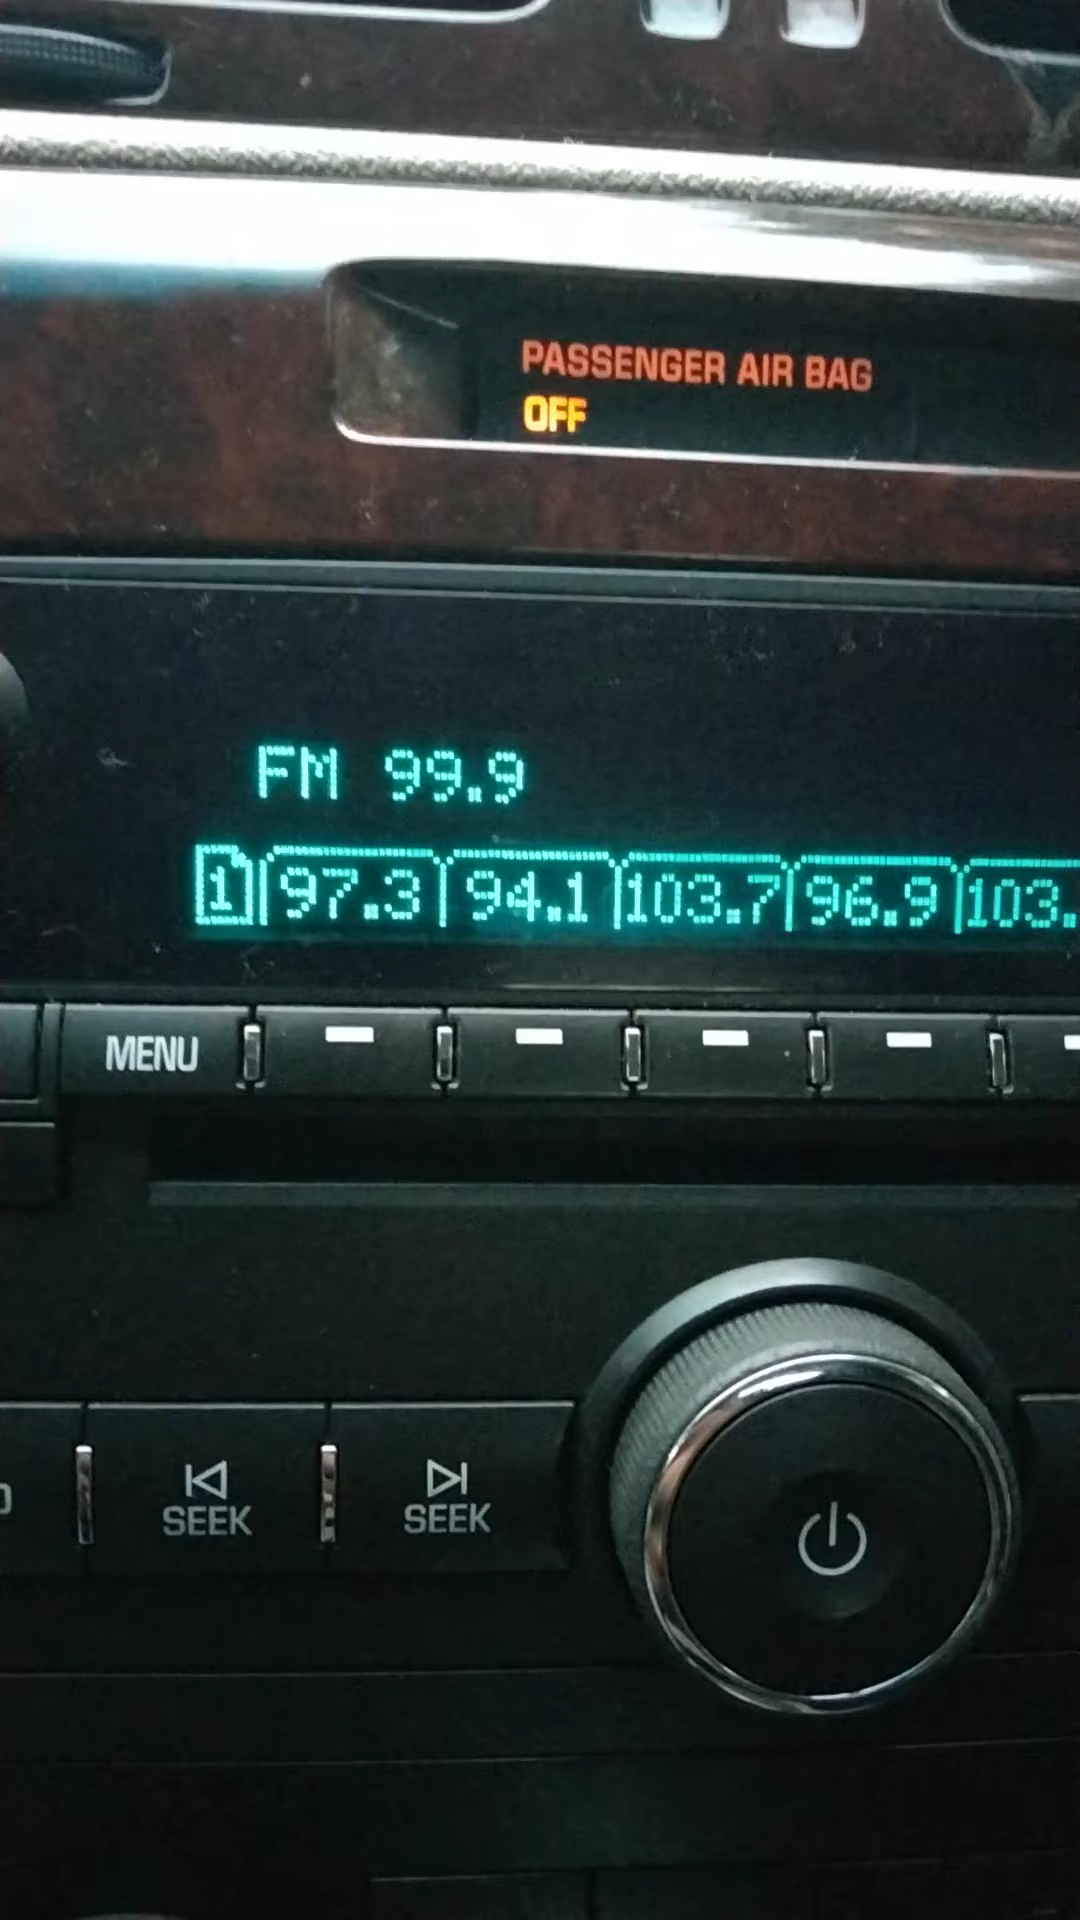 PASSENGER AIR BAG
OFF
FM 99.9
1 97.3 94.1 103.7 96.9 103.
MENU
SEEK SEEK